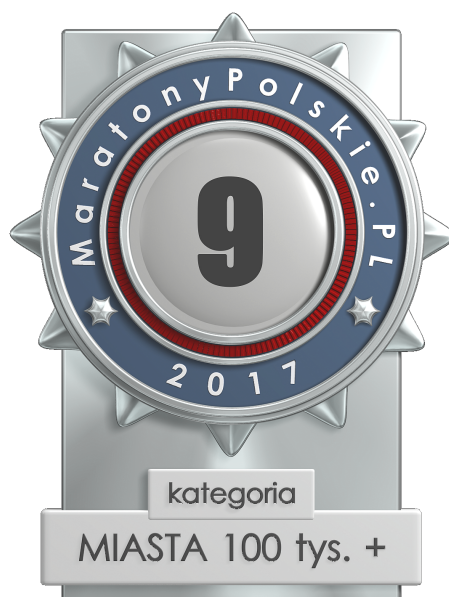 MaratonyPolskie.PL
9
2017
kategoria
MIASTA 100 tys. +